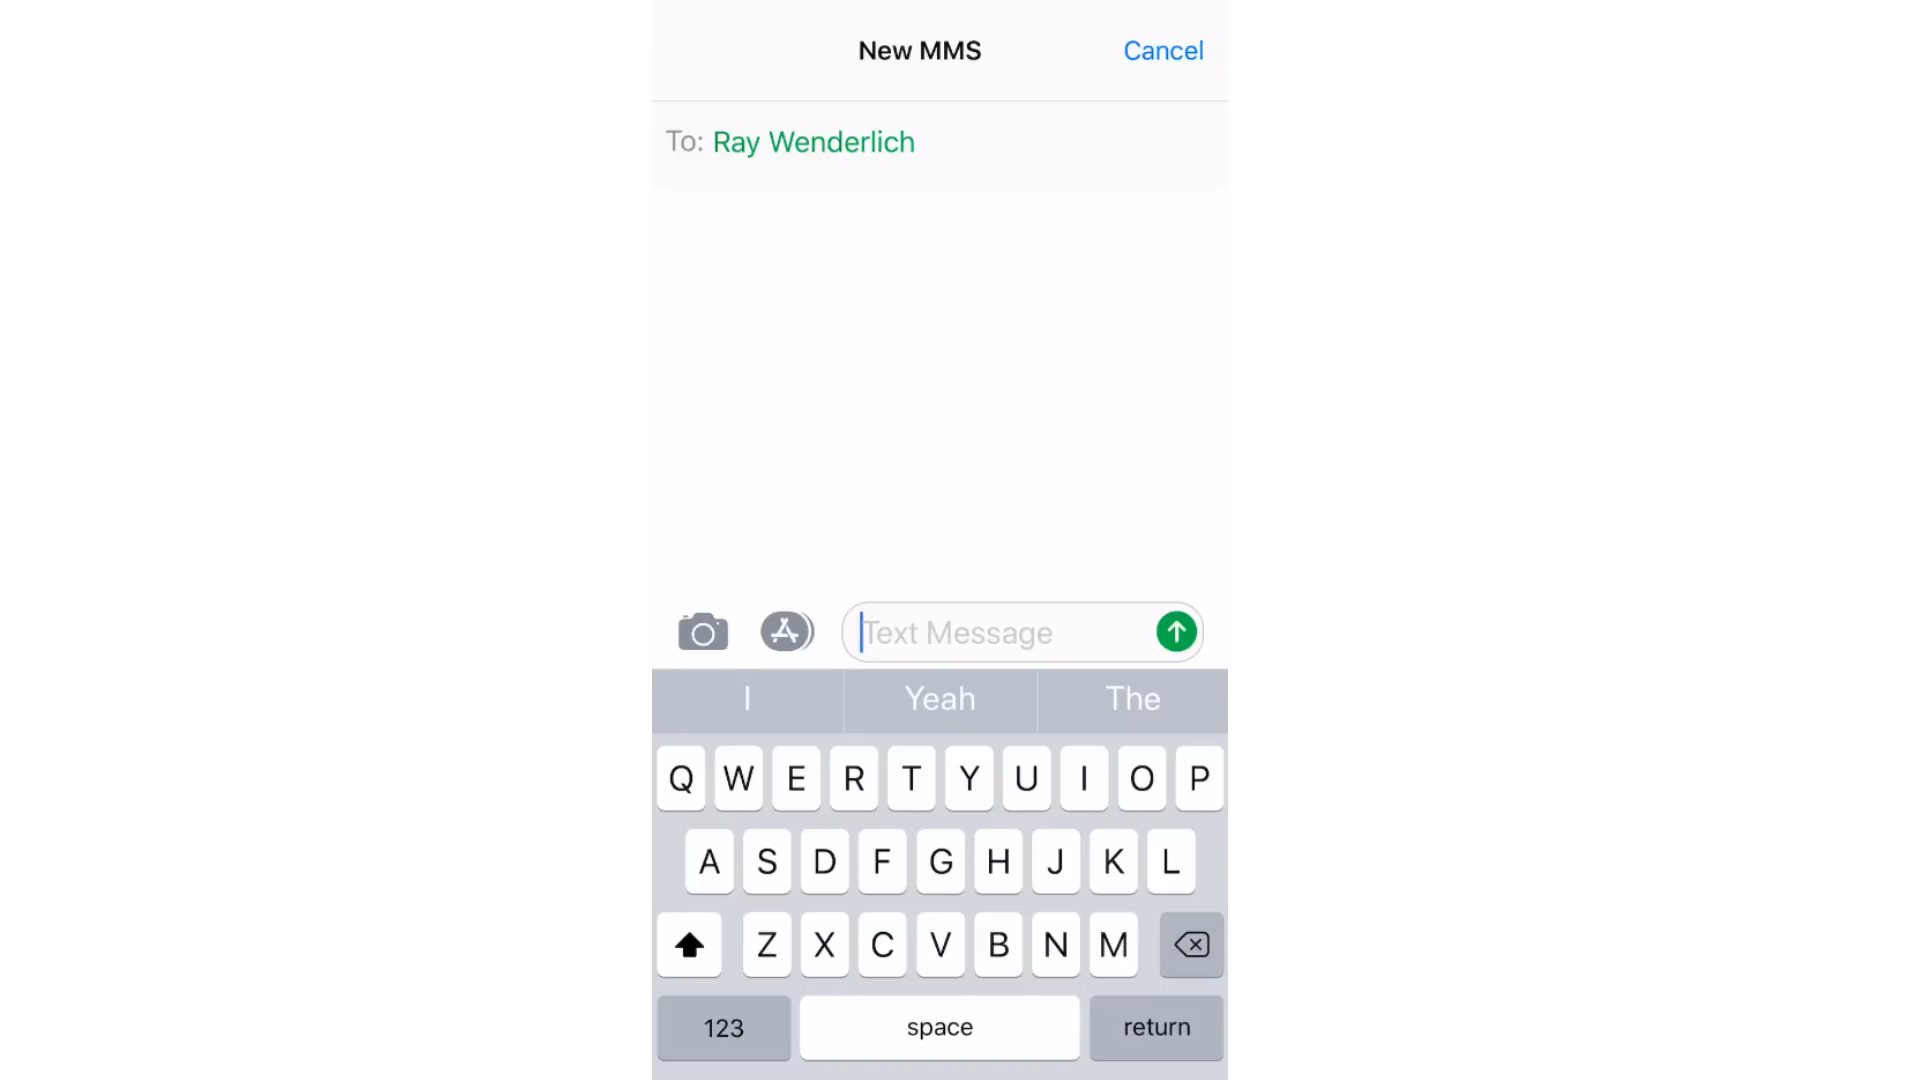 New MMS Cancel
To: Ray Wenderlich
Text Message
I Yeah The
Q W E R T Y U I O P
A S D F G H J K L
Z X C V B N M
123 space return